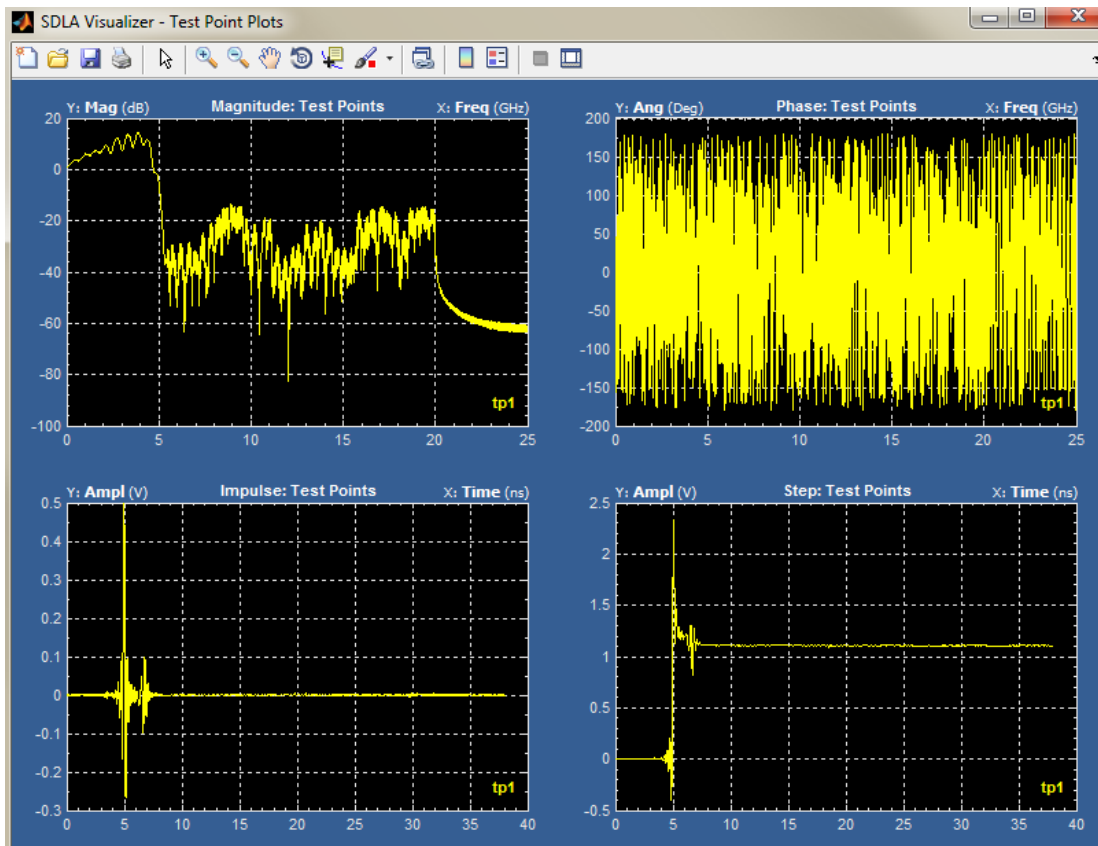 SDLA Visualizer - Test Point Plots
Y: Mag (dB) Magnitude: Test Points X: Freq (GHz)
20
0
-20
-40
-60
-80
-100
0 5 10 15 20 25
tp1
Y: Ang (Deg) Phase: Test Points X: Freq (GHz)
200
150
100
50
0
-50
-100
-150
-200
0 5 10 15 20 25
tp1
Y: Ampl (V) Impulse: Test Points X: Time (ns)
0.5
0.4
0.3
0.2
0.1
0
-0.1
-0.2
-0.3
0 5 10 15 20 25 30 35 40
tp1
Y: Ampl (V) Step: Test Points X: Time (ns)
2.5
2
1.5
1
0.5
0
-0.5
0 5 10 15 20 25 30 35 40
tp1